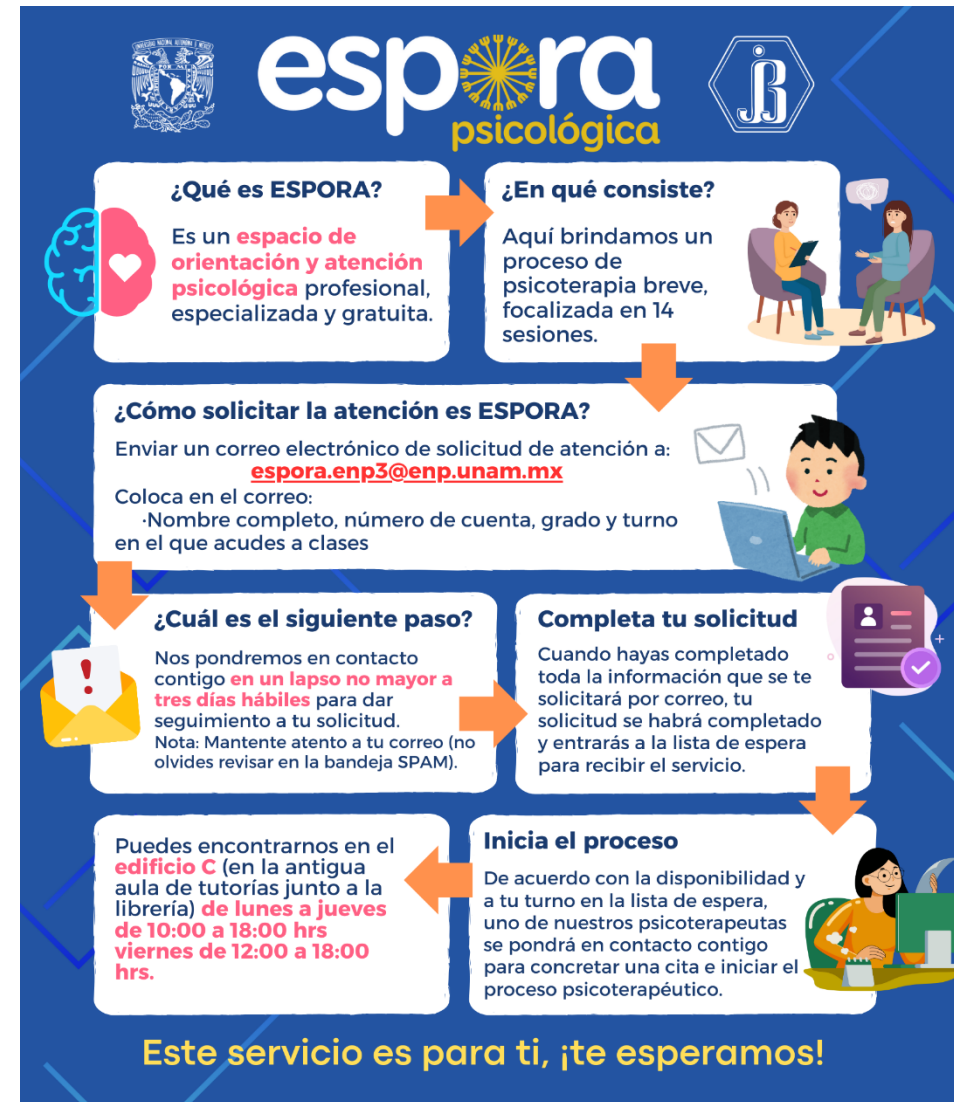 espora
psicológica
¿Qué es ESPORA?
Es un espacio de
orientación y atención
psicológica profesional,
especializada y gratuita.
¿En qué consiste?
Aquí brindamos un
proceso de
psicoterapia breve,
focalizada en 14
sesiones.
¿Cómo solicitar la atención es ESPORA?
Enviar un correo electrónico de solicitud de atención a:
espora.enp3@enp.unam.mx
Coloca en el correo:
·Nombre completo, número de cuenta, grado y turno
en el que acudes a clases
¿Cuál es el siguiente paso?
Nos pondremos en contacto
contigo en un lapso no mayor a
tres días hábiles para dar
seguimiento a tu solicitud.
Nota: Mantente atento a tu correo (no
olvides revisar en la bandeja SPAM).
Completa tu solicitud
Cuando hayas completado
toda la información que se te
solicitará por correo, tu
solicitud se habrá completado
y entrarás a la lista de espera
para recibir el servicio.
Inicia el proceso
De acuerdo con la disponibilidad y
a tu turno en la lista de espera,
uno de nuestros psicoterapeutas
se pondrá en contacto contigo
para concretar una cita e iniciar el
proceso psicoterapéutico.
Puedes encontrarnos en el
edificio C (en la antigua
aula de tutorías junto a la
librería) de lunes a jueves
de 10:00 a 18:00 hrs
viernes de 12:00 a 18:00
hrs.
Este servicio es para ti, ¡te esperamos!